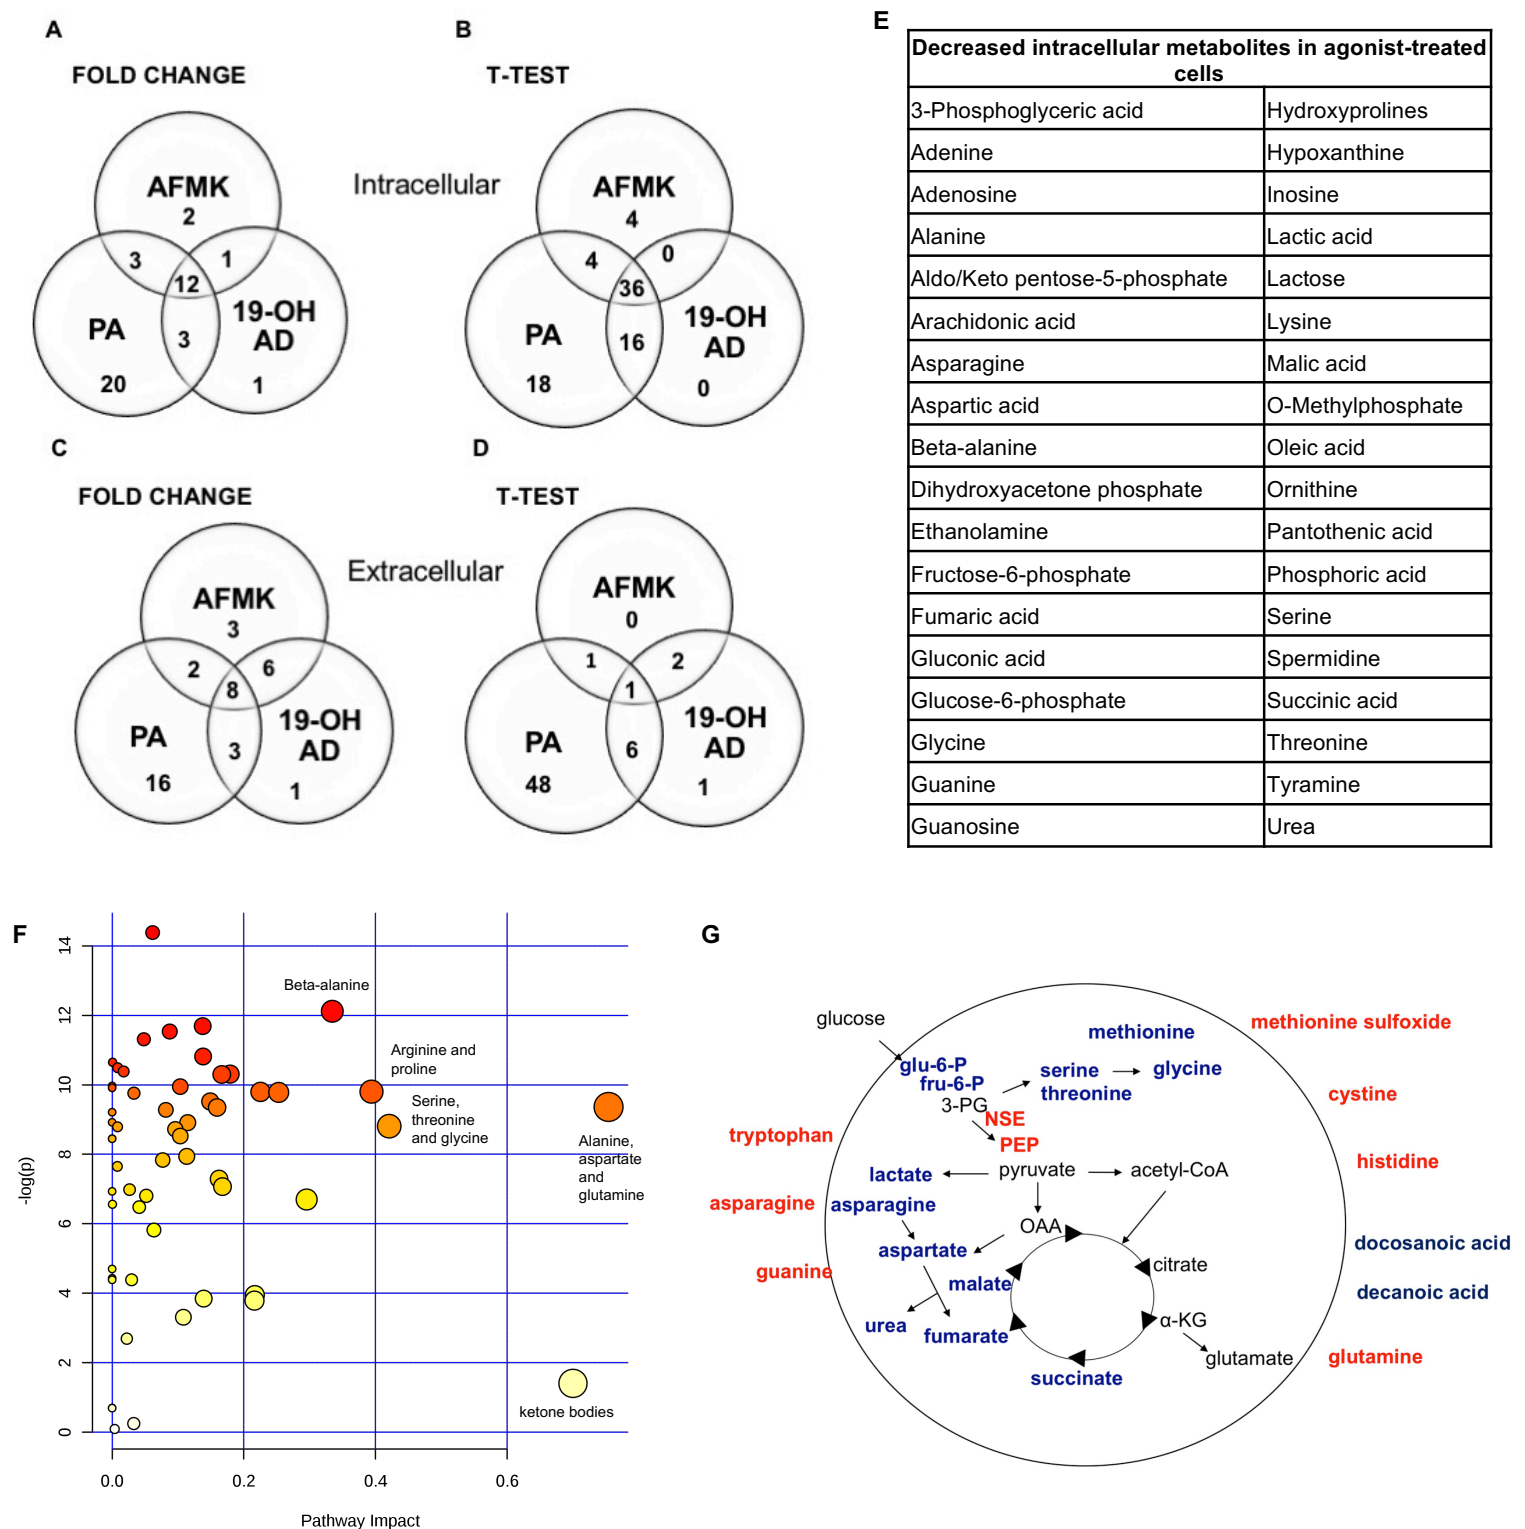 A
FOLD CHANGE
AFMK
2
3
1
12
PA
19-OH
AD
3
20
1
Intracellular
B
T-TEST
AFMK
4
4
0
36
PA
19-OH
AD
16
18
0
C
FOLD CHANGE
AFMK
3
2
6
8
PA
19-OH
AD
3
16
1
Extracellular
D
T-TEST
AFMK
0
1
2
1
PA
19-OH
AD
6
48
1
E
Decreased intracellular metabolites in agonist-treated
cells
3-Phosphoglyceric acid Hydroxyprolines
Adenine Hypoxanthine
Adenosine Inosine
Alanine Lactic acid
Aldo/Keto pentose-5-phosphate Lactose
Arachidonic acid Lysine
Asparagine Malic acid
Aspartic acid O-Methylphosphate
Beta-alanine Oleic acid
Dihydroxyacetone phosphate Ornithine
Ethanolamine Pantothenic acid
Fructose-6-phosphate Phosphoric acid
Fumaric acid Serine
Gluconic acid Spermidine
Glucose-6-phosphate Succinic acid
Glycine Threonine
Guanine Tyramine
Guanosine Urea
F
14
12
10
8
6
4
2
0
-log(p)
Beta-alanine
Arginine and
proline
Serine,
threonine
and glycine
Alanine,
aspartate
and
glutamine
ketone bodies
0.0 0.2 0.4 0.6
Pathway Impact
G
glucose
methionine
methionine sulfoxide
glu-6-P
fru-6-P
3-PG
serine
threonine
glycine
cystine
NSE
PEP
tryptophan
histidine
lactate
pyruvate
acetyl-CoA
asparagine
asparagine
OAA
aspartate
docosanoic acid
guanine
malate
citrate
decanoic acid
urea
fumarate
α-KG
glutamate
glutamine
succinate